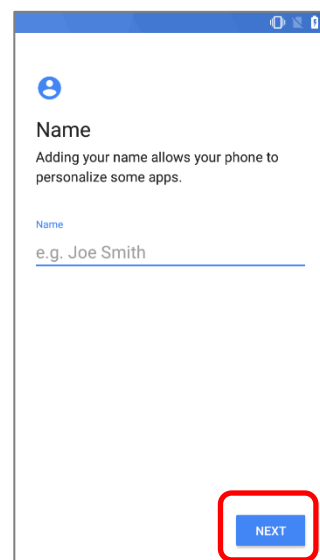 Name
Adding your name allows your phone to
personalize some apps.
Name
e.g. Joe Smith
NEXT